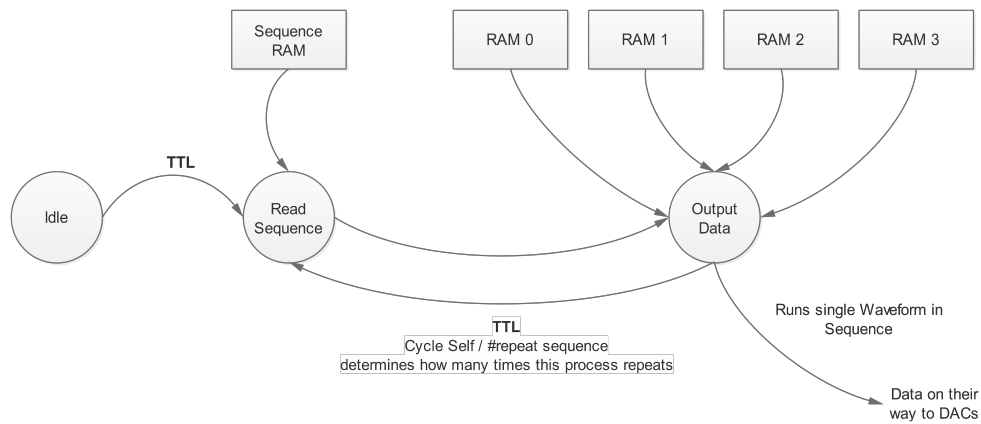 Sequence
RAM
RAM 0
RAM 1
RAM 2
RAM 3
TTL
Idle
Read
Sequence
Output
Data
TTL
Cycle Self / #repeat sequence
determines how many times this process repeats
Runs single Waveform in
Sequence
Data on their
way to DACs